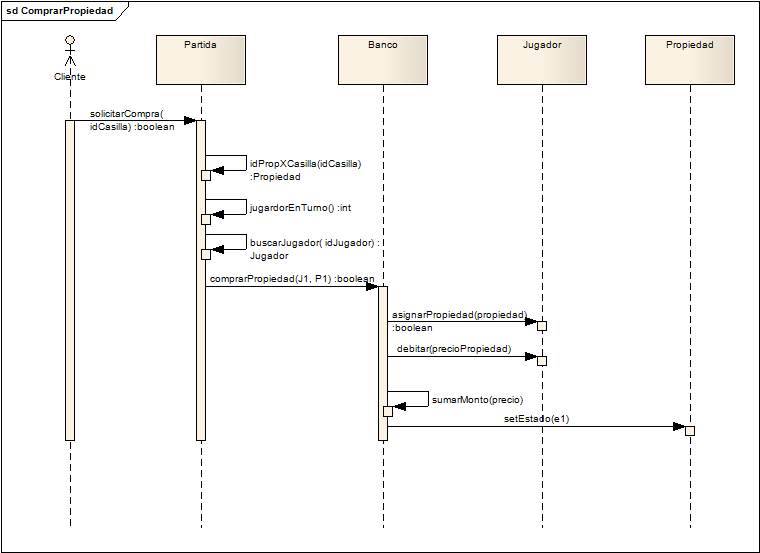 sd ComprarPropiedad
Partida
Banco
Jugador
Propiedad
Cliente
solicitarCompra(
idCasilla) :boolean
idPropXCasilla(idCasilla)
:Propiedad
jugardorEnTurno() :int
buscarJugador( idJugador) :
Jugador
comprarPropiedad(J1, P1) :boolean
asignarPropiedad(propiedad)
:boolean
debitar(precioPropiedad)
sumarMonto(precio)
setEstado(e1)